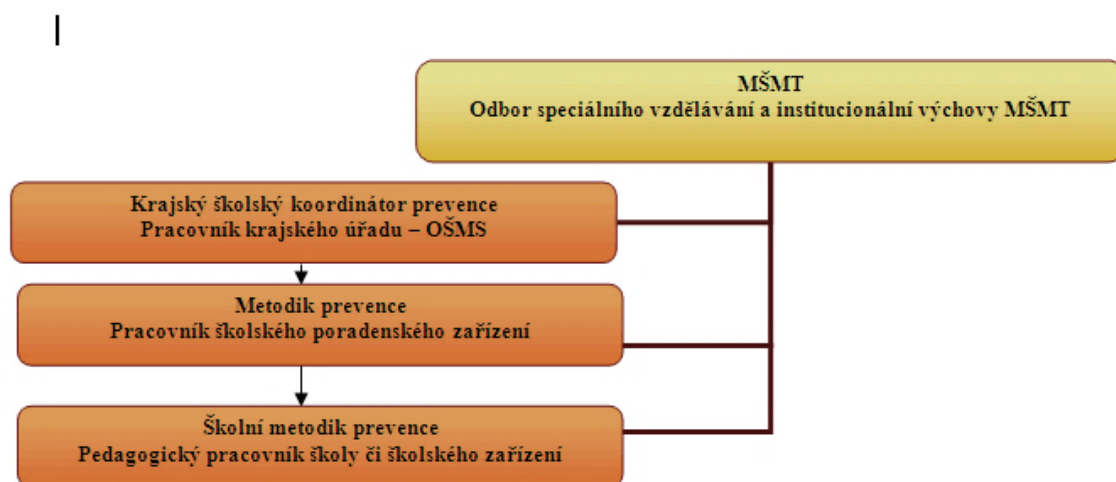 MŠMT
Odbor speciálního vzdělávání a institucionální výchovy MŠMT
Krajský školský koordinátor prevence
Pracovník krajského úřadu – OŠMS
Metodik prevence
Pracovník školského poradenského zařízení
Školní metodik prevence
Pedagogický pracovník školy či školského zařízení